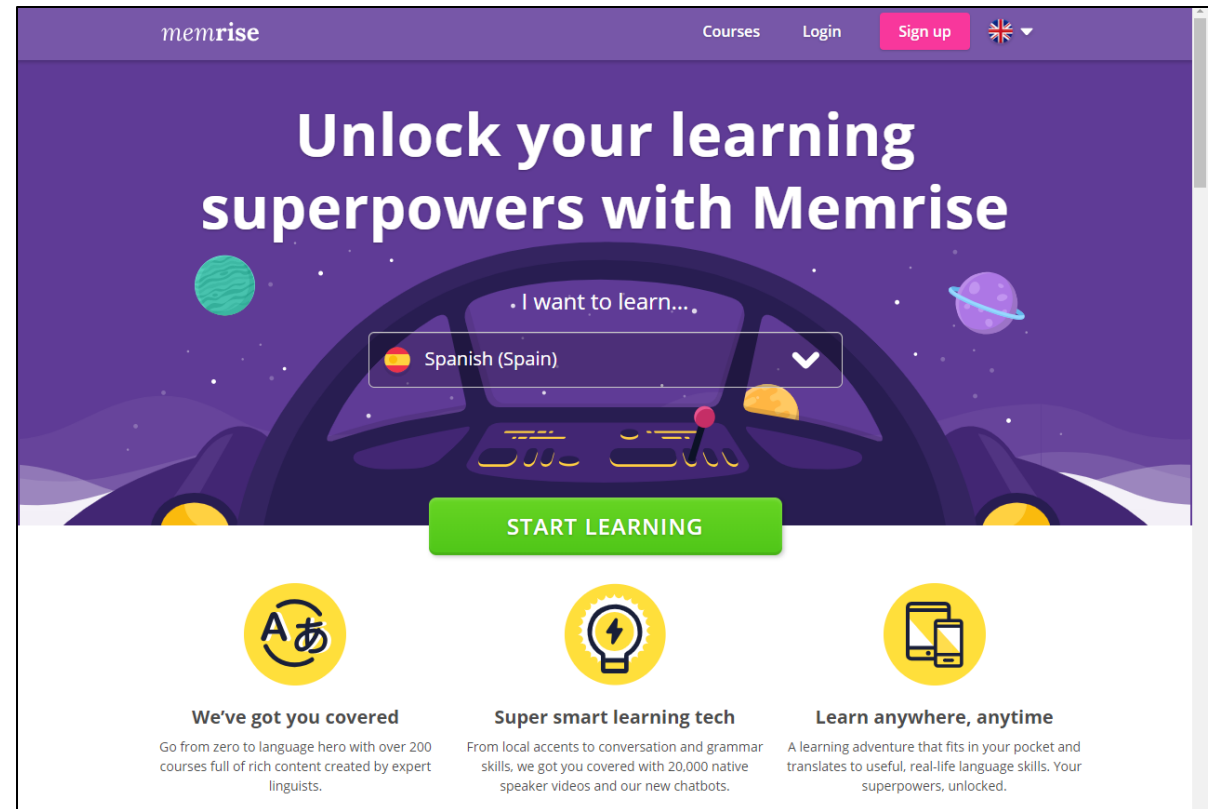 memrise
Courses
Login
Sign up
Unlock your learning
superpowers with Memrise
I want to learn...
Spanish (Spain)
START LEARNING
A あ
We've got you covered
Go from zero to language hero with over 200
courses full of rich content created by expert
linguists.
Super smart learning tech
From local accents to conversation and grammar
skills, we got you covered with 20,000 native
speaker videos and our new chatbots.
Learn anywhere, anytime
A learning adventure that fits in your pocket and
translates to useful, real-life language skills. Your
superpowers, unlocked.